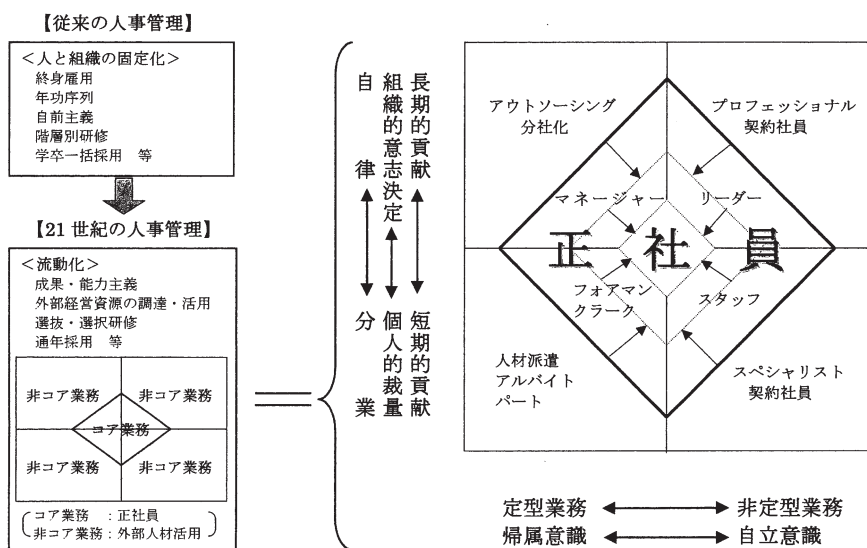 【従来の人事管理】
＜人と組織の固定化＞
終身雇用
年功序列
自前主義
階層別研修
学卒一括採用　等
【21世紀の人事管理】
＜流動化＞
成果・能力主義
外部経営資源の調達・活用
選抜・選択研修
通年採用　等
非コア業務
非コア業務
コア業務
非コア業務
非コア業務
コア業務　：正社員
非コア業務：外部人材活用
長期的貢献
組織的意志決定
自律
短期的貢献
個人的裁量
分業
アウトソーシング
分社化
プロフェッショナル
契約社員
マネージャー
リーダー
正社員
フォアマン
クラーク
スタッフ
人材派遣
アルバイト
パート
スペシャリスト
契約社員
定型業務
非定型業務
帰属意識
自立意識